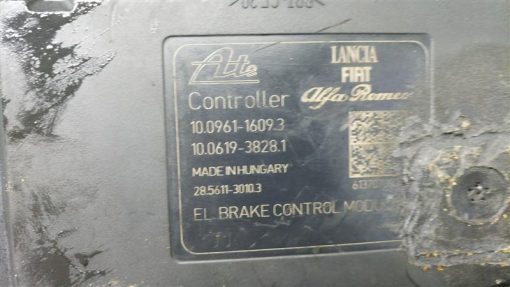 Ate
LANCIA
FIAT
Alfa Romeo
Controller
10.0961-1609.3
10.0619-3828.1
MADE IN HUNGARY
28.5611-3010.3
EL. BRAKE CONTROL